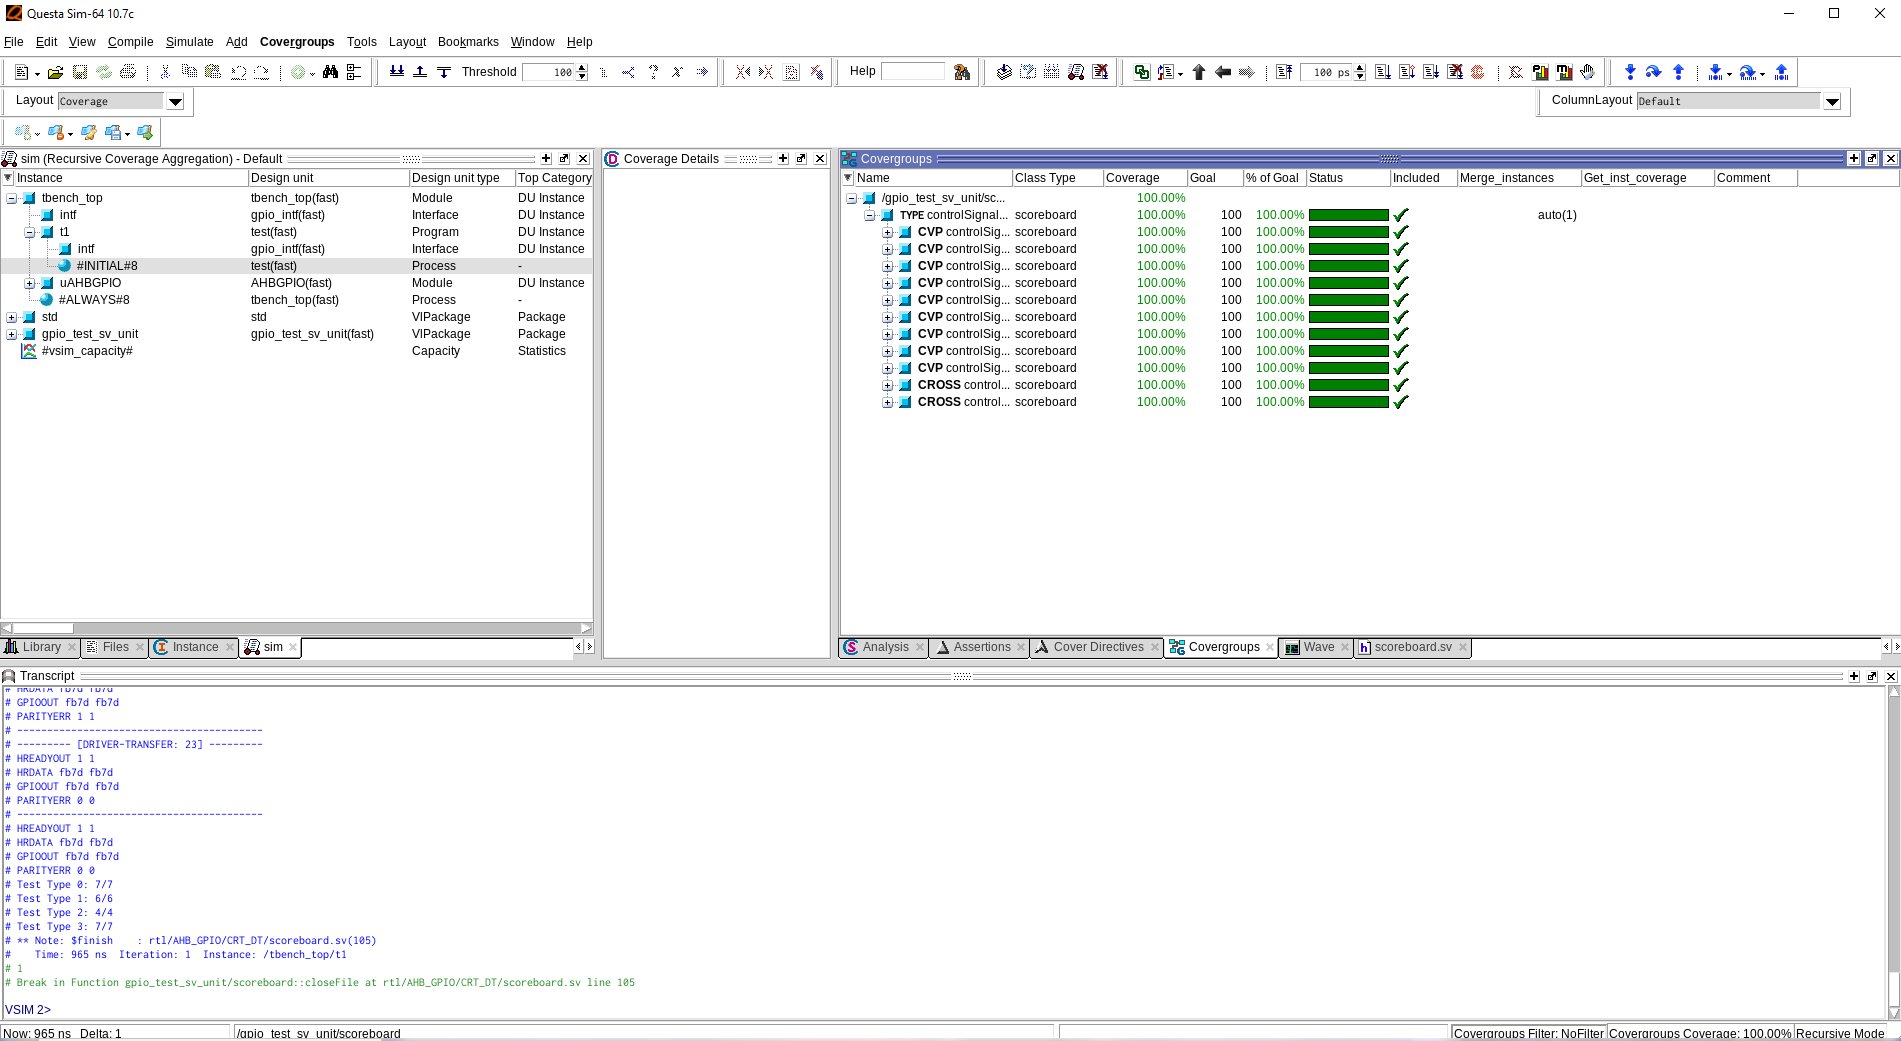 Questa Sim-64 10.7c
File Edit View Compile Simulate Add Covergroups Tools Layout Bookmarks Window Help
Threshold 100 Help 100 ps
Layout Coverage ColumnLayout Default
sim (Recursive Coverage Aggregation) - Default
Instance Design unit Design unit type Top Category
tbench_top tbench_top(fast) Module DU Instance
intf gpio_intf(fast) Interface DU Instance
t1 test(fast) Program DU Instance
intf gpio_intf(fast) Interface DU Instance
#INITIAL#8 test(fast) Process -
uAHBGPIO AHBGPIO(fast) Module DU Instance
#ALWAYS#8 tbench_top(fast) Process -
std std VIPackage Package
gpio_test_sv_unit gpio_test_sv_unit(fast) VIPackage Package
#vsim_capacity# Capacity Statistics
Library Files Instance sim
Coverage Details
Covergroups
Name Class Type Coverage Goal % of Goal Status Included Merge_instances Get_inst_coverage Comment
/gpio_test_sv_unit/sc... 100.00%
TYPE controlSignal... scoreboard 100.00% 100 100.00% auto(1)
CVP controlSig... scoreboard 100.00% 100 100.00%
CVP controlSig... scoreboard 100.00% 100 100.00%
CVP controlSig... scoreboard 100.00% 100 100.00%
CVP controlSig... scoreboard 100.00% 100 100.00%
CVP controlSig... scoreboard 100.00% 100 100.00%
CVP controlSig... scoreboard 100.00% 100 100.00%
CVP controlSig... scoreboard 100.00% 100 100.00%
CVP controlSig... scoreboard 100.00% 100 100.00%
CVP controlSig... scoreboard 100.00% 100 100.00%
CROSS control... scoreboard 100.00% 100 100.00%
CROSS control... scoreboard 100.00% 100 100.00%
Analysis Assertions Cover Directives Covergroups Wave scoreboard.sv
Transcript
# HRDATA fb7d fb7d
# GPIOOUT fb7d fb7d
# PARITYERR 1 1
# -----------------------------------------
# --------- [DRIVER-TRANSFER: 23] ---------
# HREADYOUT 1 1
# HRDATA fb7d fb7d
# GPIOOUT fb7d fb7d
# PARITYERR 0 0
# -----------------------------------------
# HREADYOUT 1 1
# HRDATA fb7d fb7d
# GPIOOUT fb7d fb7d
# PARITYERR 0 0
# Test Type 0: 7/7
# Test Type 1: 6/6
# Test Type 2: 4/4
# Test Type 3: 7/7
# ** Note: $finish : rtl/AHB_GPIO/CRT_DT/scoreboard.sv(105)
# Time: 965 ns Iteration: 1 Instance: /tbench_top/t1
# 1
# Break in Function gpio_test_sv_unit/scoreboard::closeFile at rtl/AHB_GPIO/CRT_DT/scoreboard.sv line 105
VSIM 2>
Now: 965 ns Delta: 1 /gpio_test_sv_unit/scoreboard Covergroups Filter: NoFilter Covergroups Coverage: 100.00% Recursive Mode